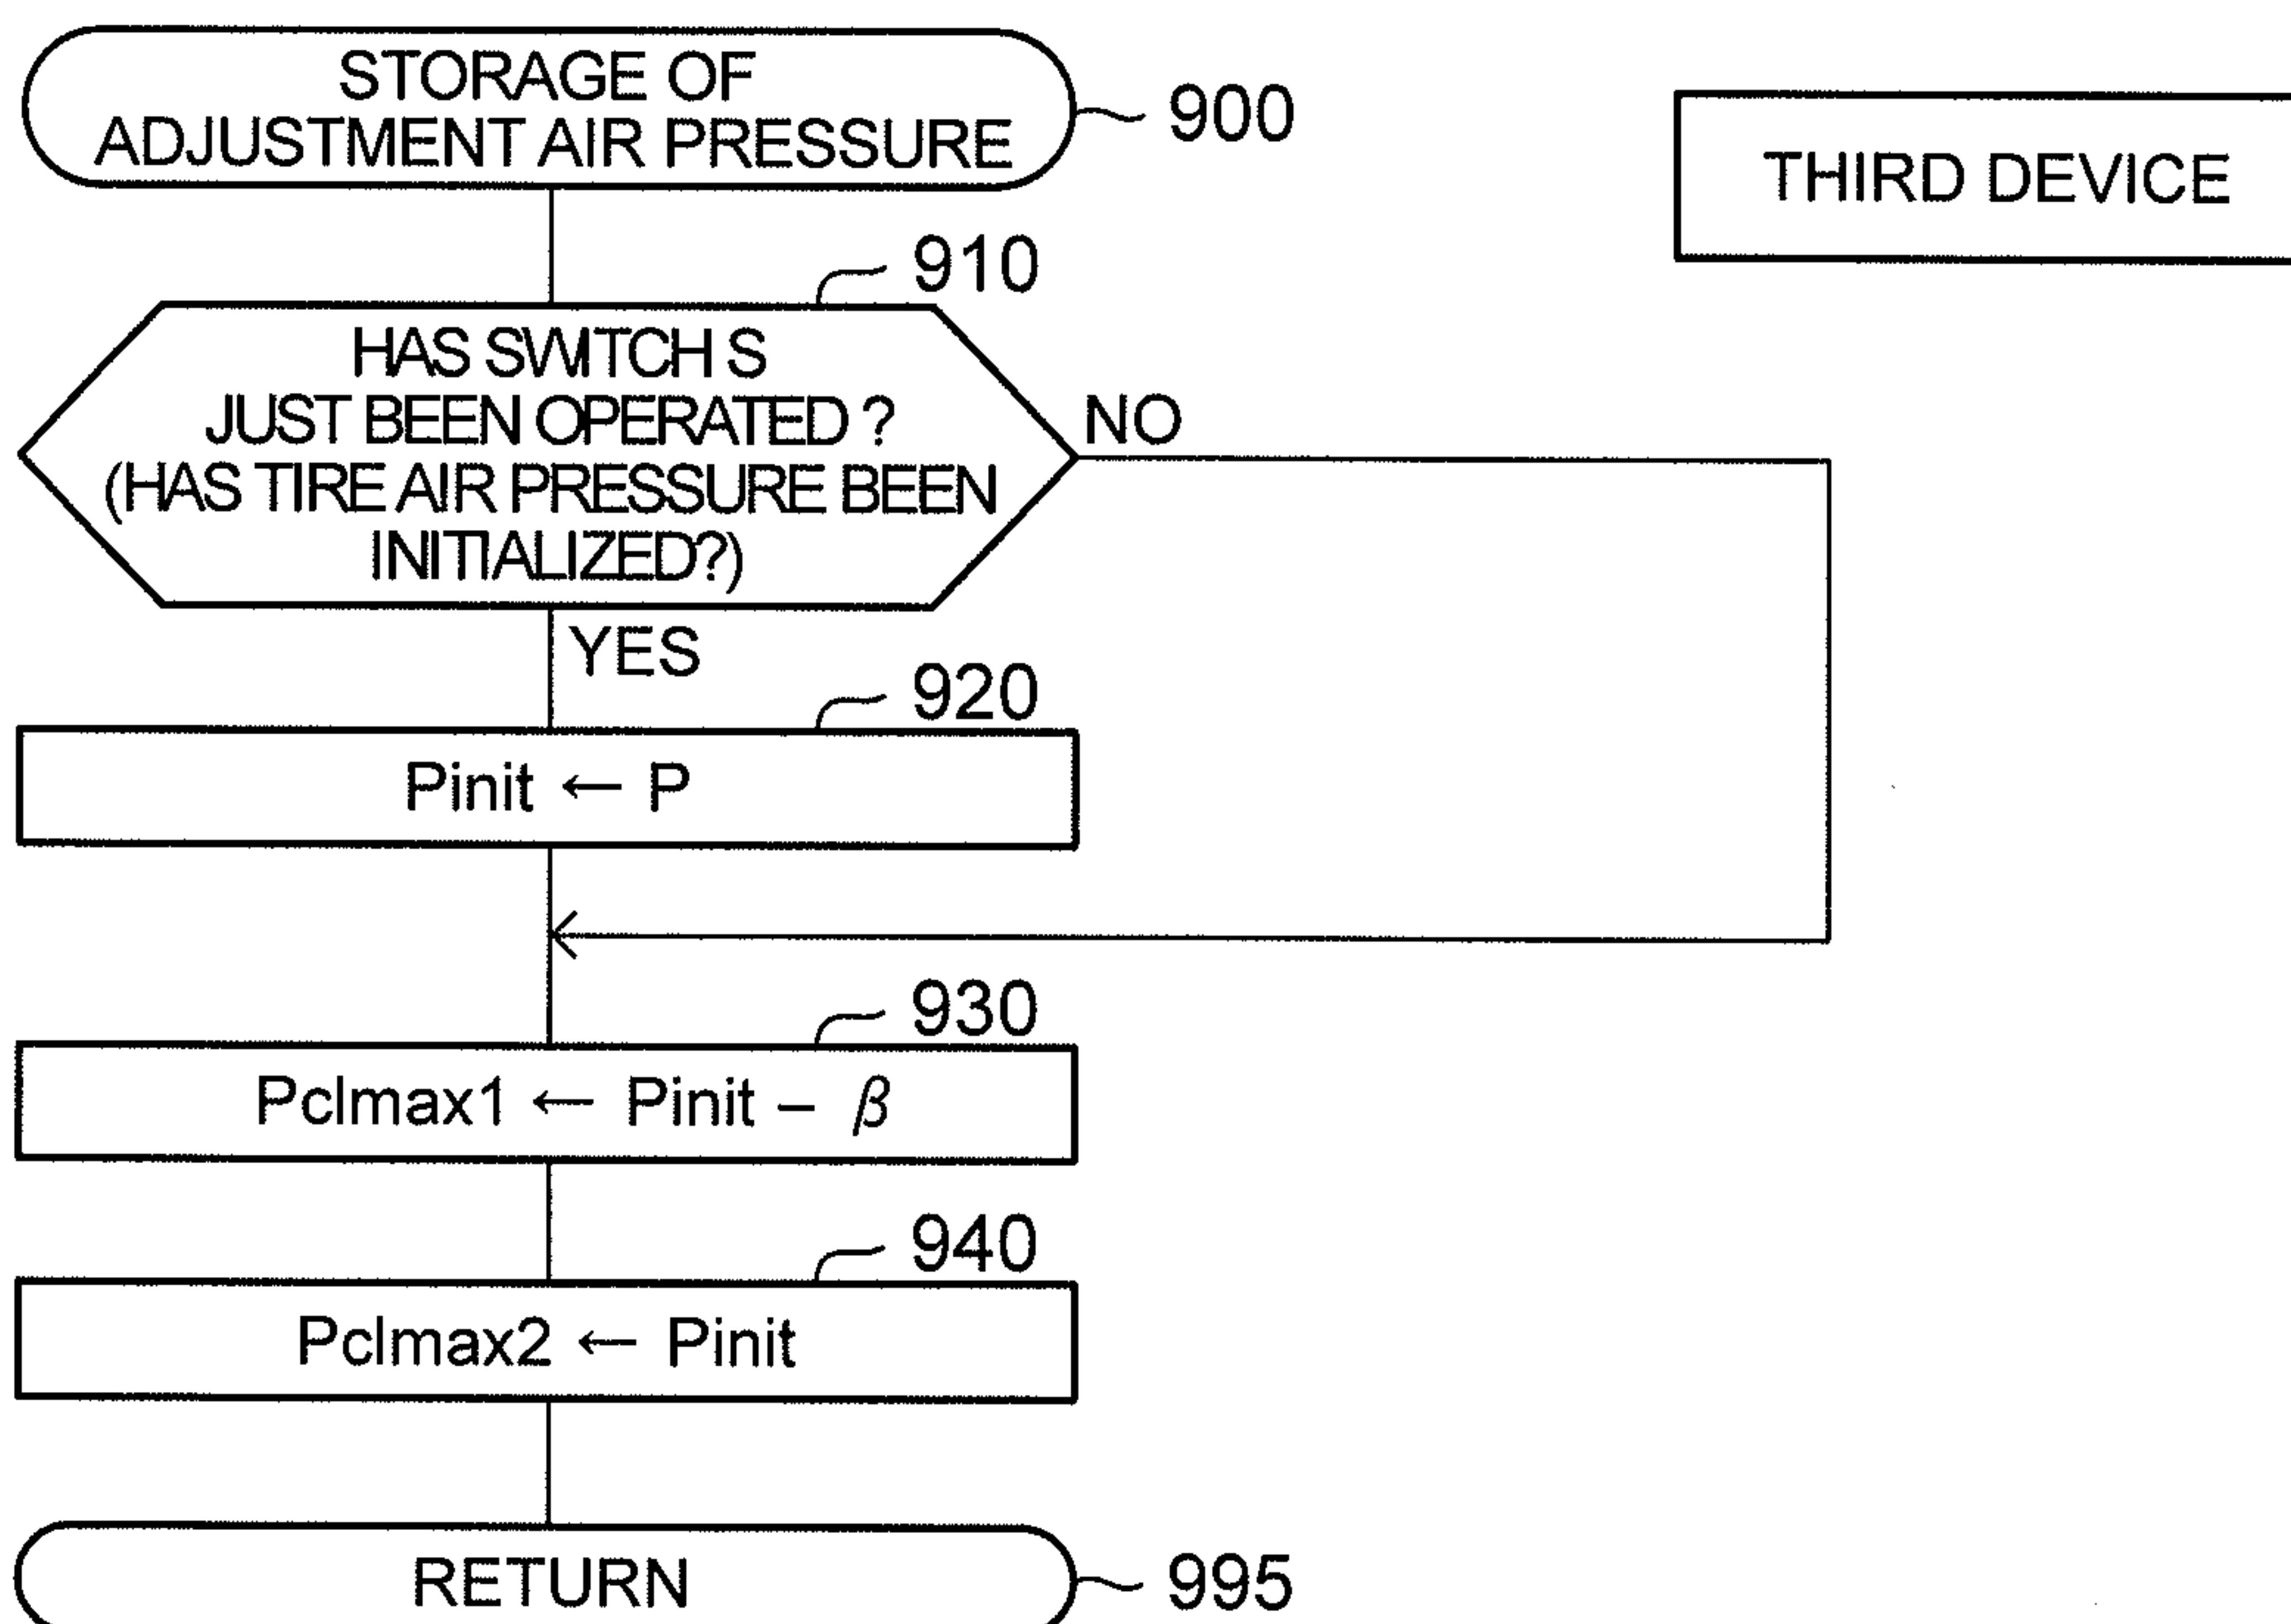 STORAGE OF
ADJUSTMENT AIR PRESSURE
900
THIRD DEVICE
910
HAS SWITCH S
JUST BEEN OPERATED ?
(HAS TIRE AIR PRESSURE BEEN
INITIALIZED?)
NO
YES
920
Pinit ← P
930
Pclmax1 ← Pinit – β
940
Pclmax2 ← Pinit
RETURN
995